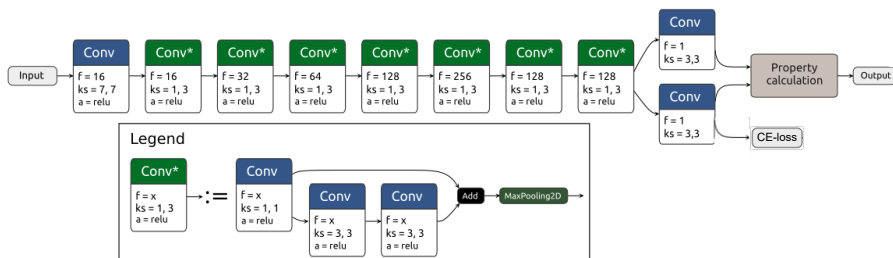 Input
Conv
f = 16
ks = 7, 7
a = relu
Conv*
f = 16
ks = 1, 3
a = relu
Conv*
f = 32
ks = 1, 3
a = relu
Conv*
f = 64
ks = 1, 3
a = relu
Conv*
f = 128
ks = 1, 3
a = relu
Conv*
f = 256
ks = 1, 3
a = relu
Conv*
f = 128
ks = 1, 3
a = relu
Conv*
f = 128
ks = 1, 3
a = relu
Conv
f = 1
ks = 3,3
Conv
f = 1
ks = 3,3
Property
calculation
Output
CE-loss
Legend
Conv*
f = x
ks = 1, 3
a = relu
:=
Conv
f = x
ks = 1, 1
a = relu
Conv
f = x
ks = 3, 3
a = relu
Conv
f = x
ks = 3, 3
a = relu
Add
MaxPooling2D